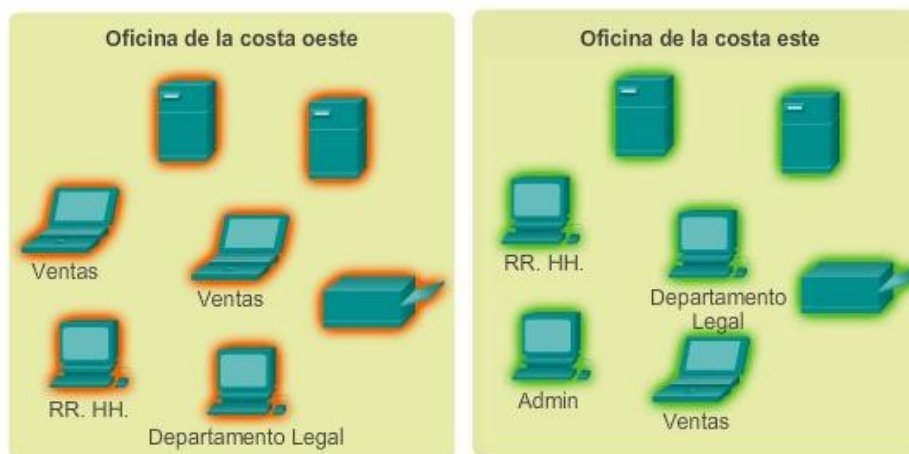 Oficina de la costa oeste
Ventas
Ventas
RR. HH.
Departamento Legal
Oficina de la costa este
RR. HH.
Departamento
Legal
Admin
Ventas